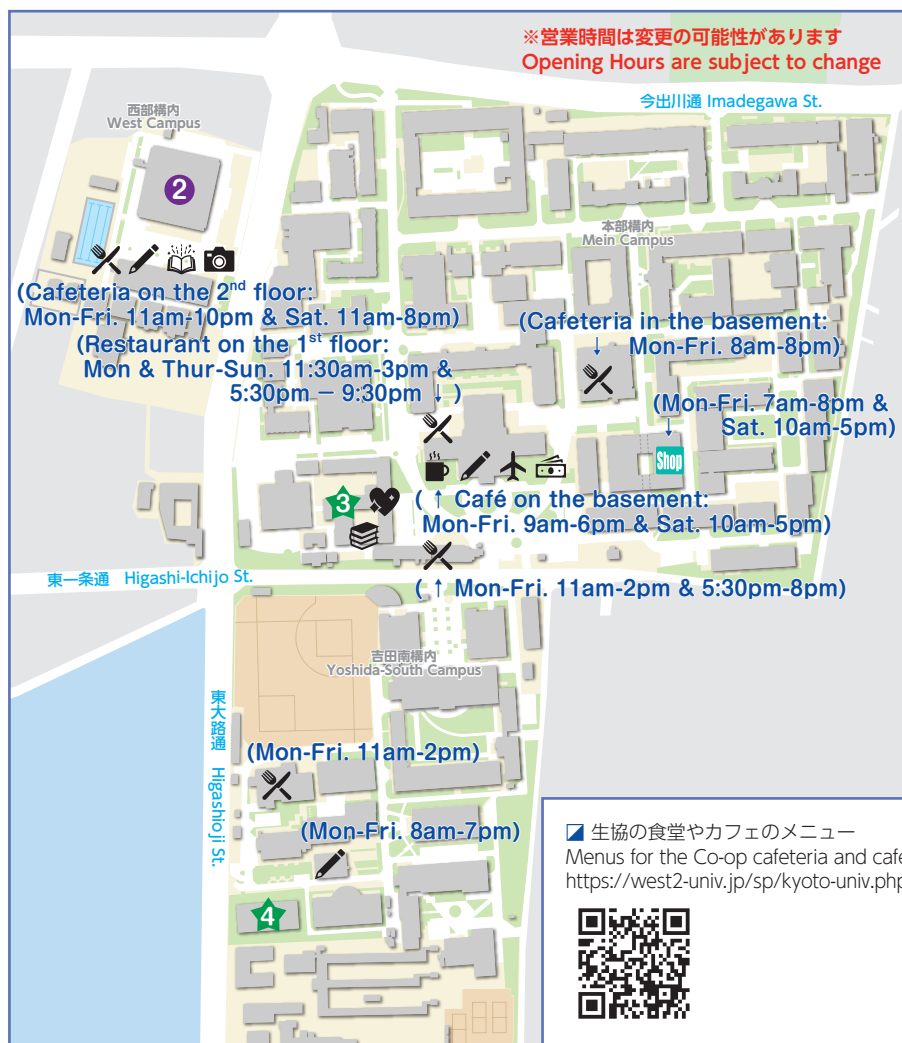 ※営業時間は変更の可能性があります
Opening Hours are subject to change
今出川通 Imadegawa St.
西部構内
West Campus
2
本部構内
Mein Campus
(Cafeteria on the 2nd floor:
Mon-Fri. 11am-10pm & Sat. 11am-8pm)
(Restaurant on the 1st floor:
Mon & Thur-Sun. 11:30am-3pm &
5:30pm – 9:30pm ↓ )
(Cafeteria in the basement:
↓ Mon-Fri. 8am-8pm)
(Mon-Fri. 7am-8pm &
↓ Sat. 10am-5pm)
Shop
3
( ↑ Café on the basement:
Mon-Fri. 9am-6pm & Sat. 10am-5pm)
東一条通 Higashi-Ichijo St.
( ↑ Mon-Fri. 11am-2pm & 5:30pm-8pm)
吉田南構内
Yoshida-South Campus
東大路通 Higashioji St.
(Mon-Fri. 11am-2pm)
(Mon-Fri. 8am-7pm)
4
生協の食堂やカフェのメニュー
Menus for the Co-op cafeteria and cafe
https://west2-univ.jp/sp/kyoto-univ.php